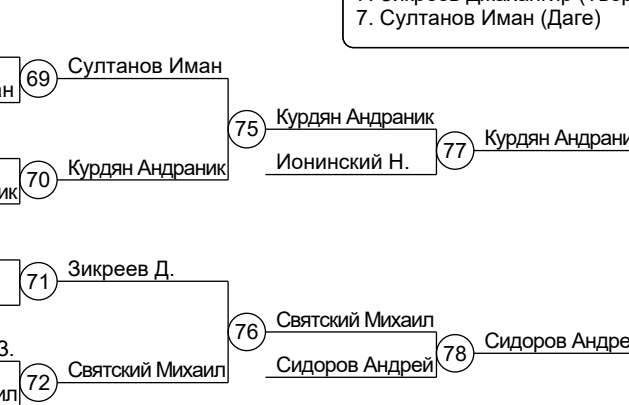 7. Султанов Иман (Даге)
69 Султанов Иман
75 Курдян Андраник
77
70 Курдян Андраник
Ионинский Н.
71 Зикреев Д.
76 Святский Михаил
78
72 Святский Михаил
Сидоров Андрей